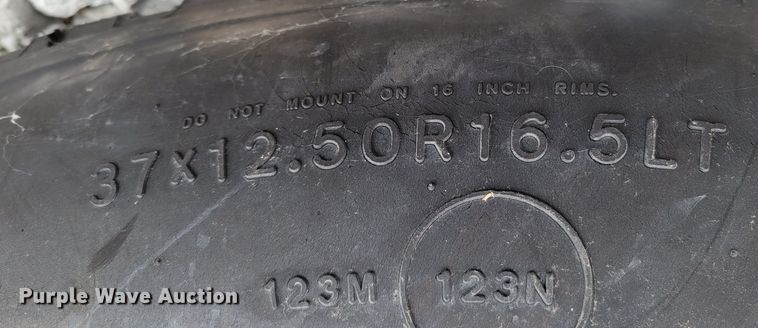 DO NOT MOUNT ON 16 INCH RIMS.
37X12.50R16.5LT
123M 123N
Purple Wave Auction